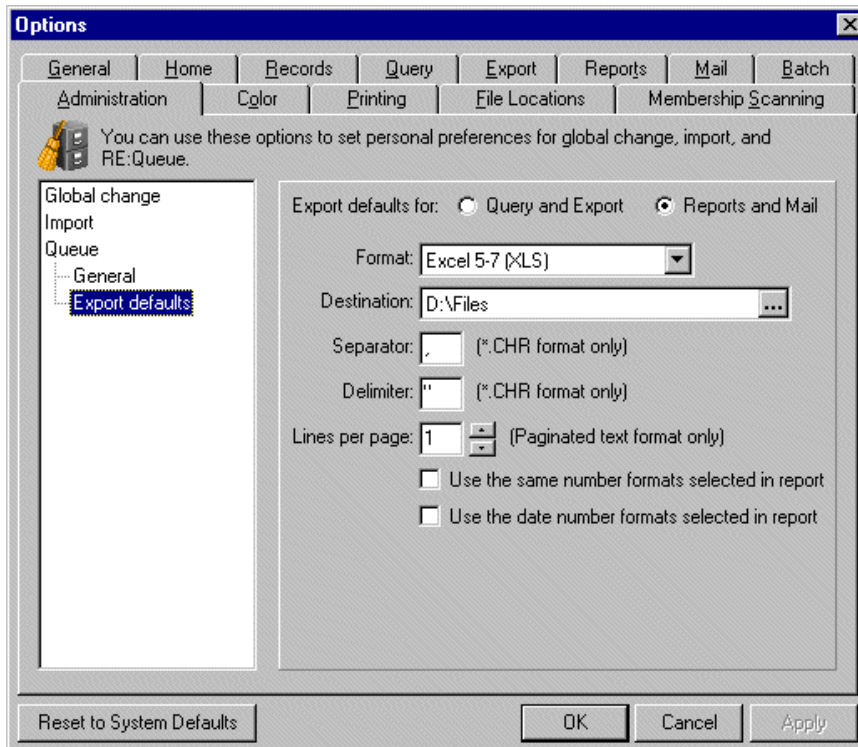 Options
General Home Records Query Export Reports Mail Batch
Administration Color Printing File Locations Membership Scanning
You can use these options to set personal preferences for global change, import, and
RE:Queue.
Global change
Import
Queue
General
Export defaults
Export defaults for: Query and Export Reports and Mail
Format: Excel 5-7 (XLS)
Destination: D:\Files ...
Separator: , (*.CHR format only)
Delimiter: " (*.CHR format only)
Lines per page: 1 (Paginated text format only)
Use the same number formats selected in report
Use the date number formats selected in report
Reset to System Defaults OK Cancel Apply